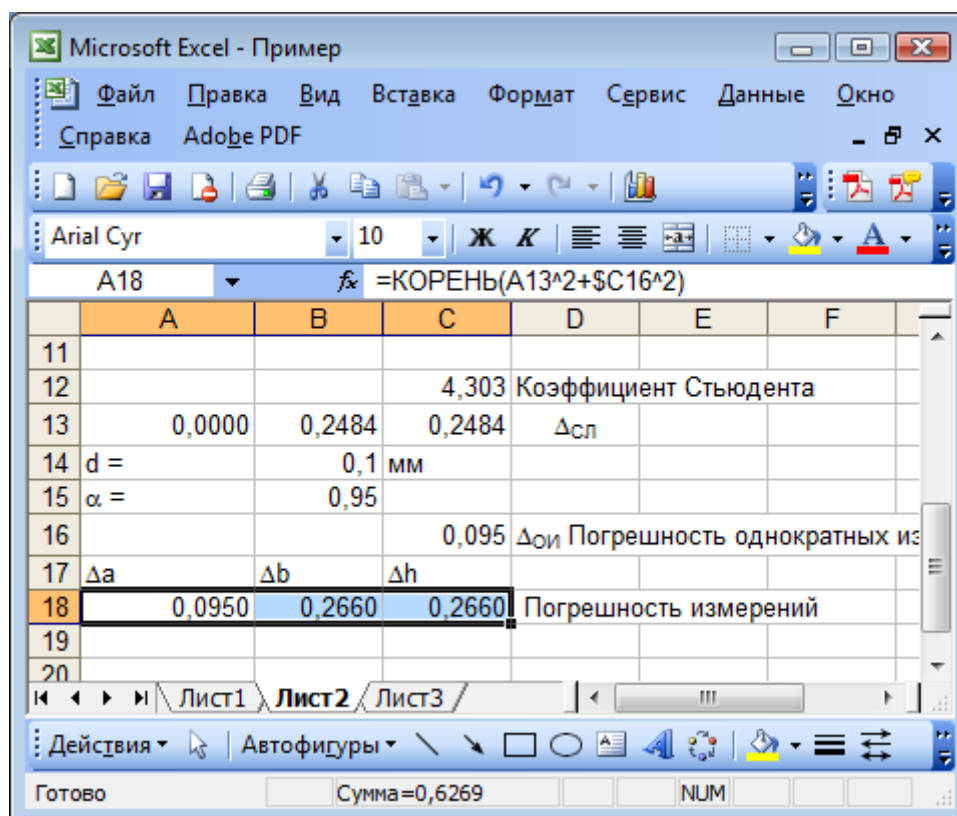 Microsoft Excel - Пример
Файл Правка Вид Вставка Формат Сервис Данные Окно
Справка Adobe PDF
Arial Cyr 10 Ж К
A18 fx =КОРЕНЬ(A13^2+$C16^2)
A B C D E F
11
12 4,303 Коэффициент Стьюдента
13 0,0000 0,2484 0,2484 ΔСЛ
14 d = 0,1 мм
15 α = 0,95
16 0,095 ΔОИ Погрешность однократных из
17 Δa Δb Δh
18 0,0950 0,2660 0,2660 Погрешность измерений
19
20
Лист1 Лист2 Лист3
Действия Автофигуры
Готово Сумма=0,6269 NUM